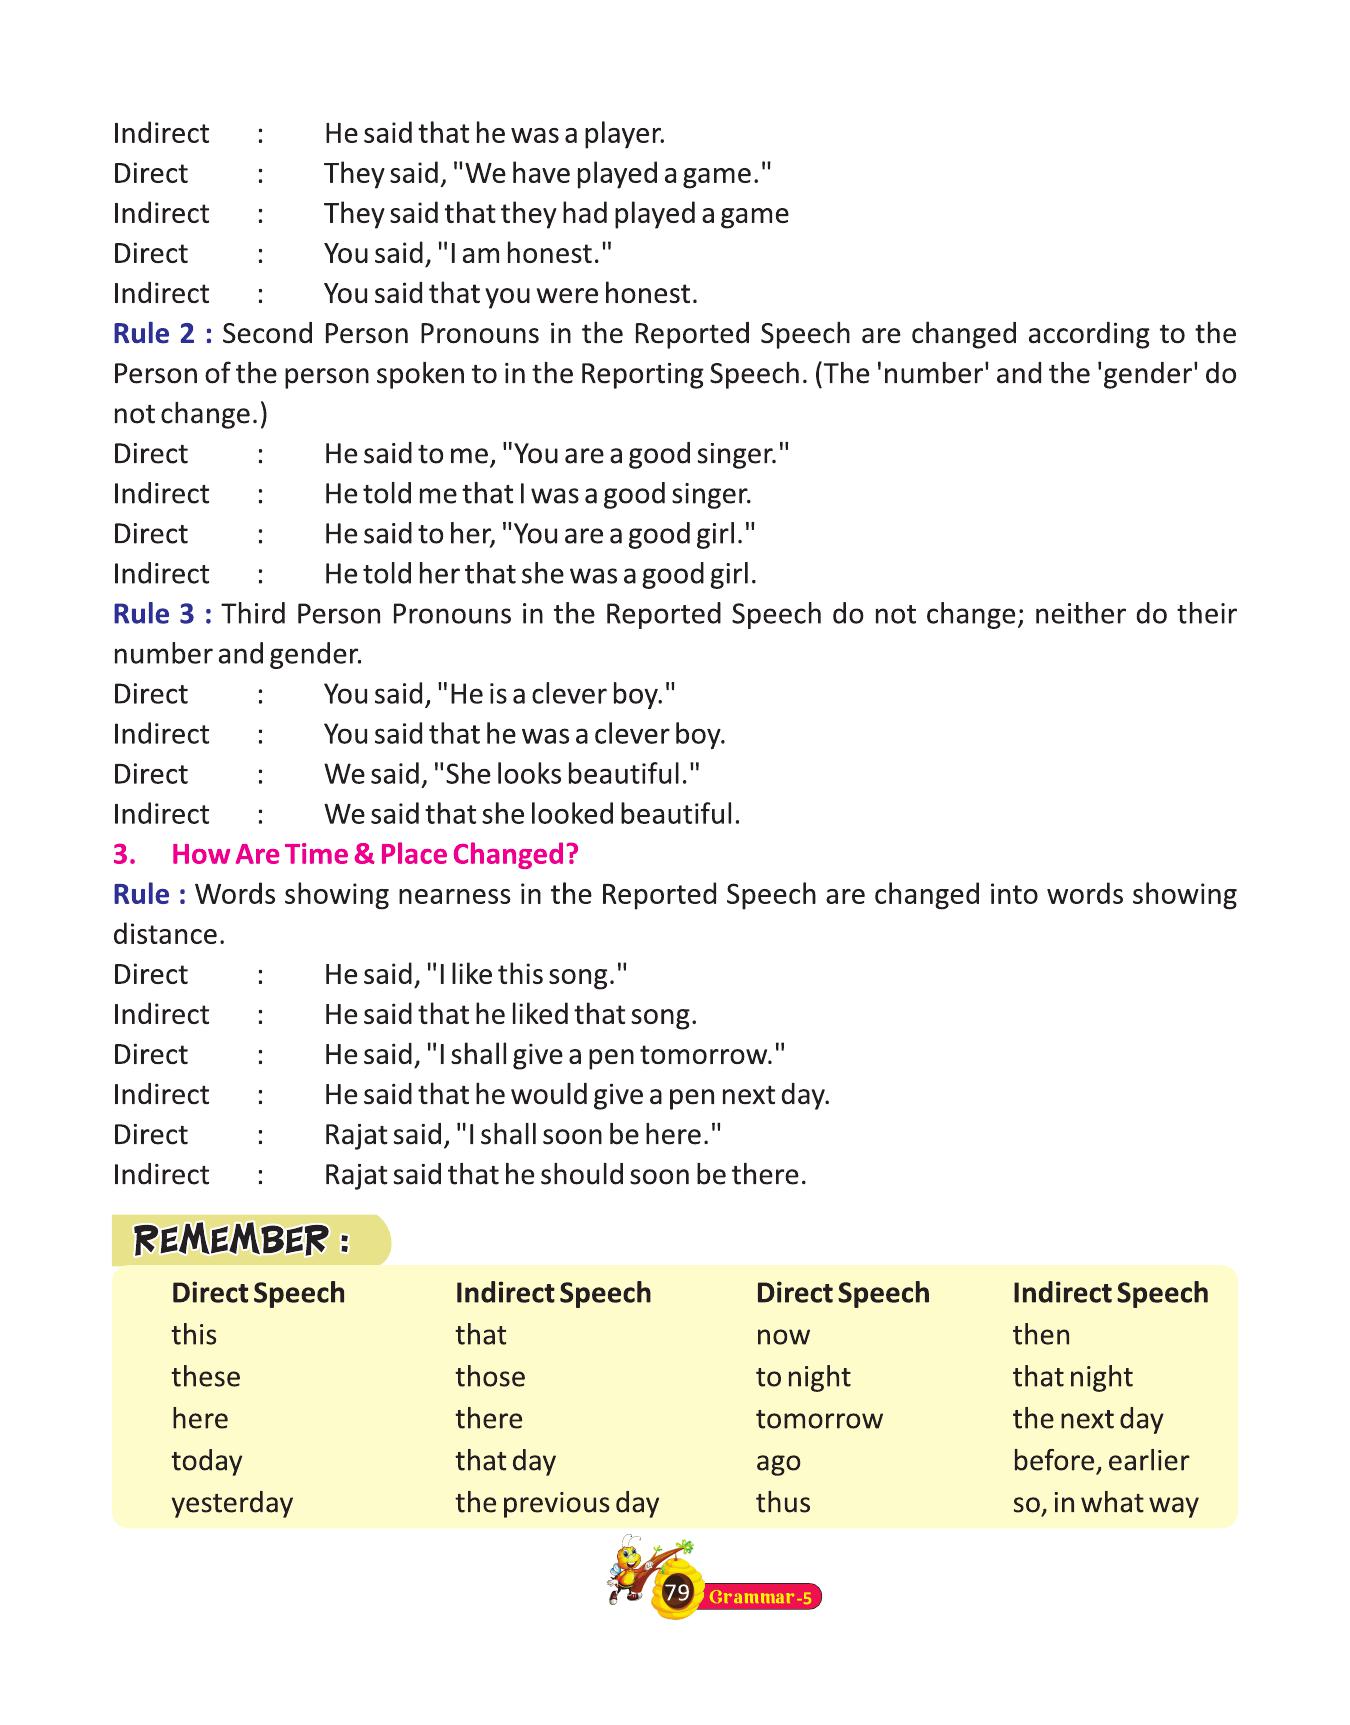 Indirect : He said that he was a player.
Direct : They said, "We have played a game."
Indirect : They said that they had played a game
Direct : You said, "I am honest."
Indirect : You said that you were honest.
Rule 2 : Second Person Pronouns in the Reported Speech are changed according to the
Person of the person spoken to in the Reporting Speech. (The 'number' and the 'gender' do
not change.)
Direct : He said to me, "You are a good singer."
Indirect : He told me that I was a good singer.
Direct : He said to her, "You are a good girl."
Indirect : He told her that she was a good girl.
Rule 3 : Third Person Pronouns in the Reported Speech do not change; neither do their
number and gender.
Direct : You said, "He is a clever boy."
Indirect : You said that he was a clever boy.
Direct : We said, "She looks beautiful."
Indirect : We said that she looked beautiful.
3. How Are Time & Place Changed?
Rule : Words showing nearness in the Reported Speech are changed into words showing
distance.
Direct : He said, "I like this song."
Indirect : He said that he liked that song.
Direct : He said, "I shall give a pen tomorrow."
Indirect : He said that he would give a pen next day.
Direct : Rajat said, "I shall soon be here."
Indirect : Rajat said that he should soon be there.
REMEMBER :
Direct Speech Indirect Speech Direct Speech Indirect Speech
this that now then
these those to night that night
here there tomorrow the next day
today that day ago before, earlier
yesterday the previous day thus so, in what way
79 Grammar-5